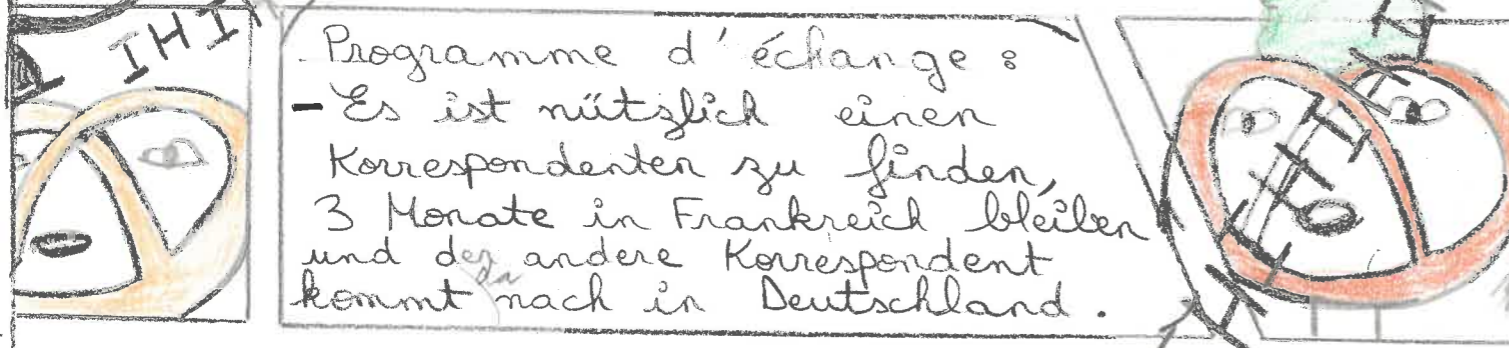 IHI
Programme d'échange :
- Es ist nützlich einen
Korrespondenten zu finden,
3 Monate in Frankreich bleiben
und der andere Korrespondent
kommt nach in Deutschland.